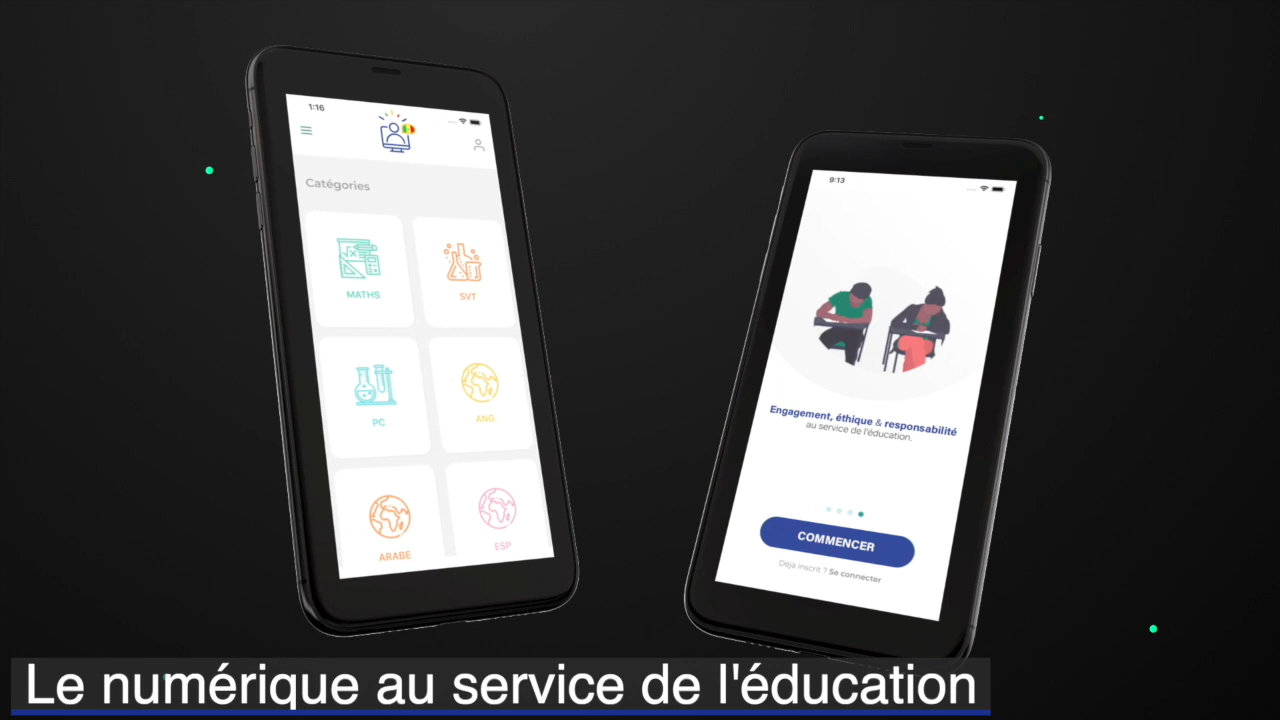 1:16
Catégories
MATHS
SVT
PC
ANG
ARABE
ESP
9:13
Engagement, éthique & responsabilité
au service de l'éducation.
COMMENCER
Déjà inscrit ? Se connecter
Le numérique au service de l'éducation